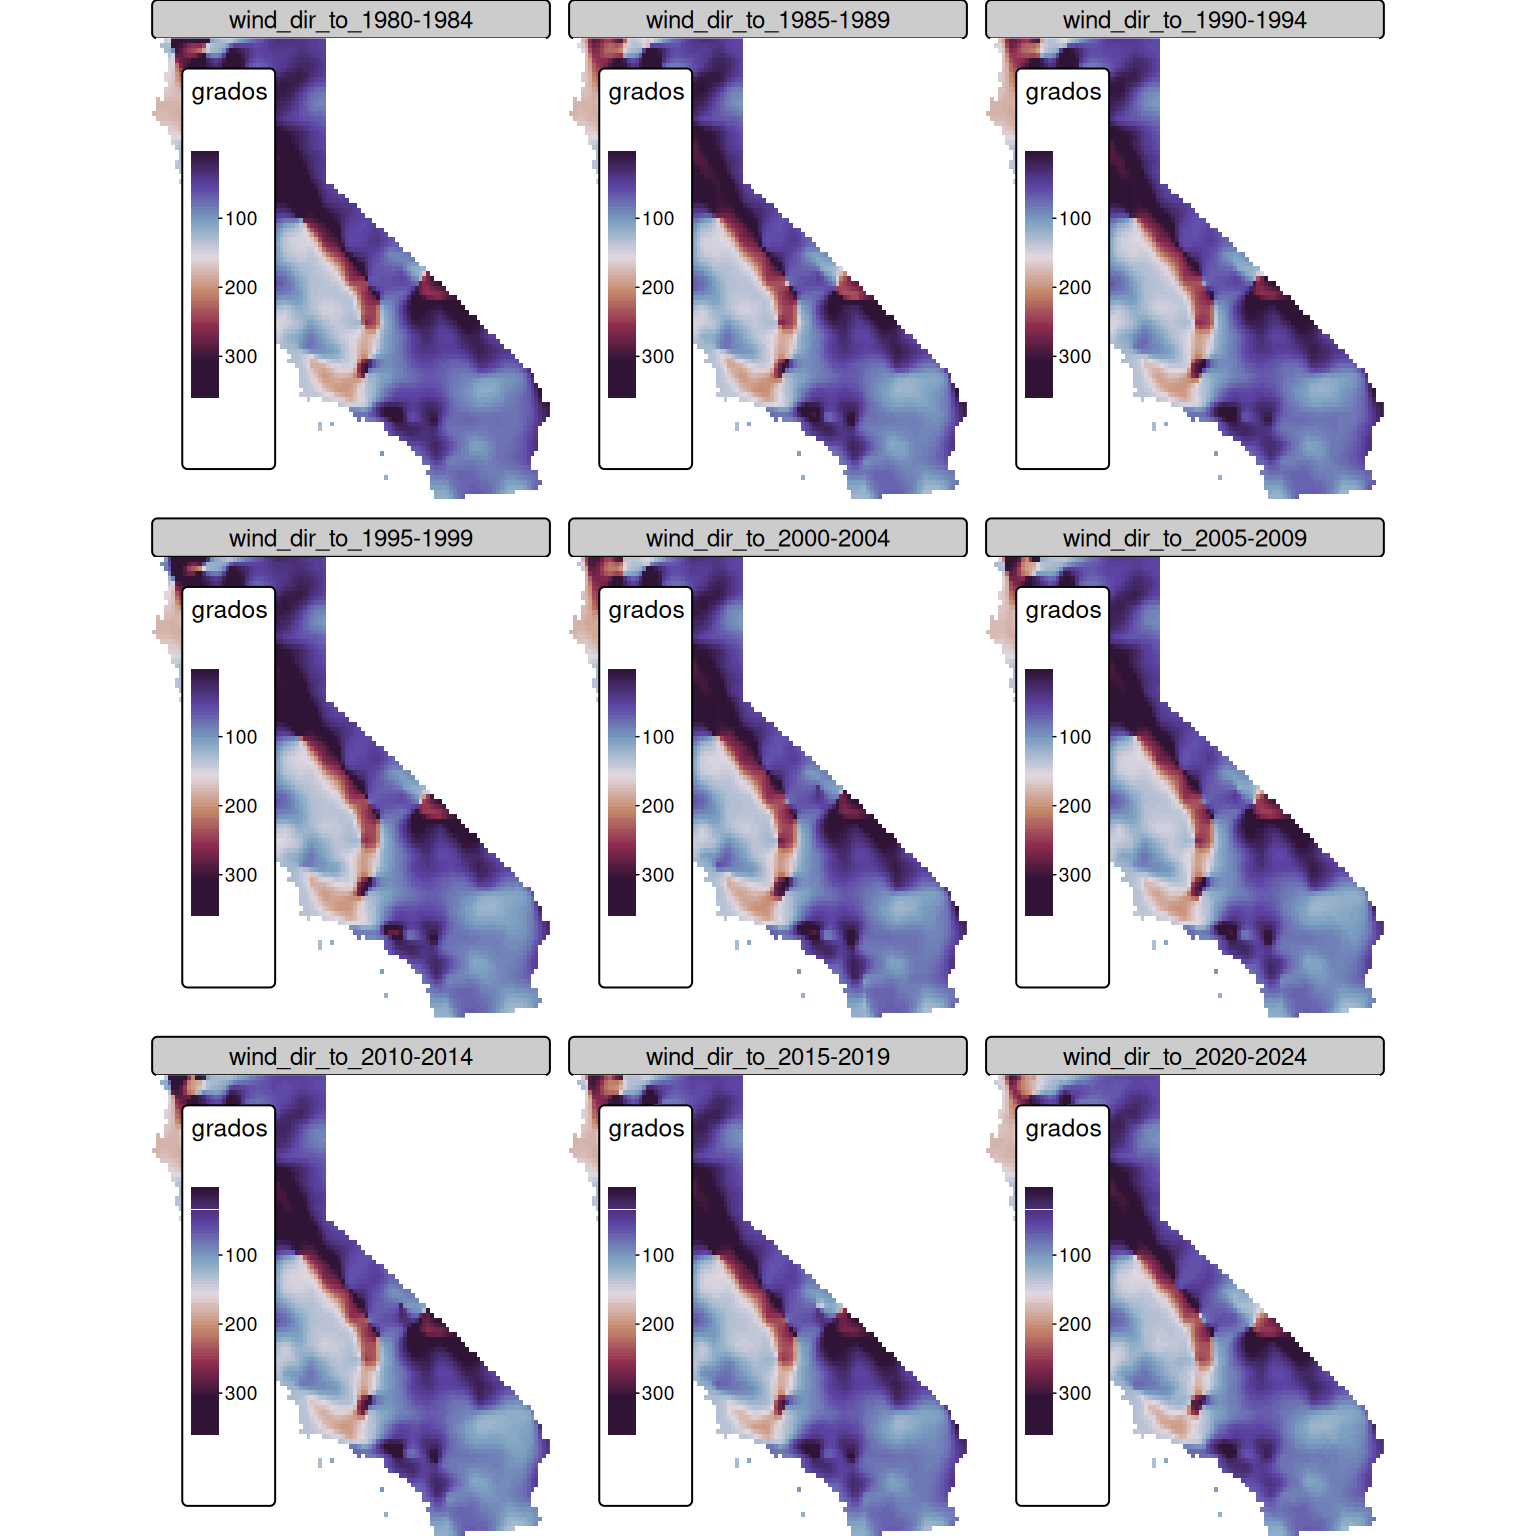 wind_dir_to_1980-1984
grados
100
200
300
wind_dir_to_1985-1989
grados
100
200
300
wind_dir_to_1990-1994
grados
100
200
300
wind_dir_to_1995-1999
grados
100
200
300
wind_dir_to_2000-2004
grados
100
200
300
wind_dir_to_2005-2009
grados
100
200
300
wind_dir_to_2010-2014
grados
100
200
300
wind_dir_to_2015-2019
grados
100
200
300
wind_dir_to_2020-2024
grados
100
200
300